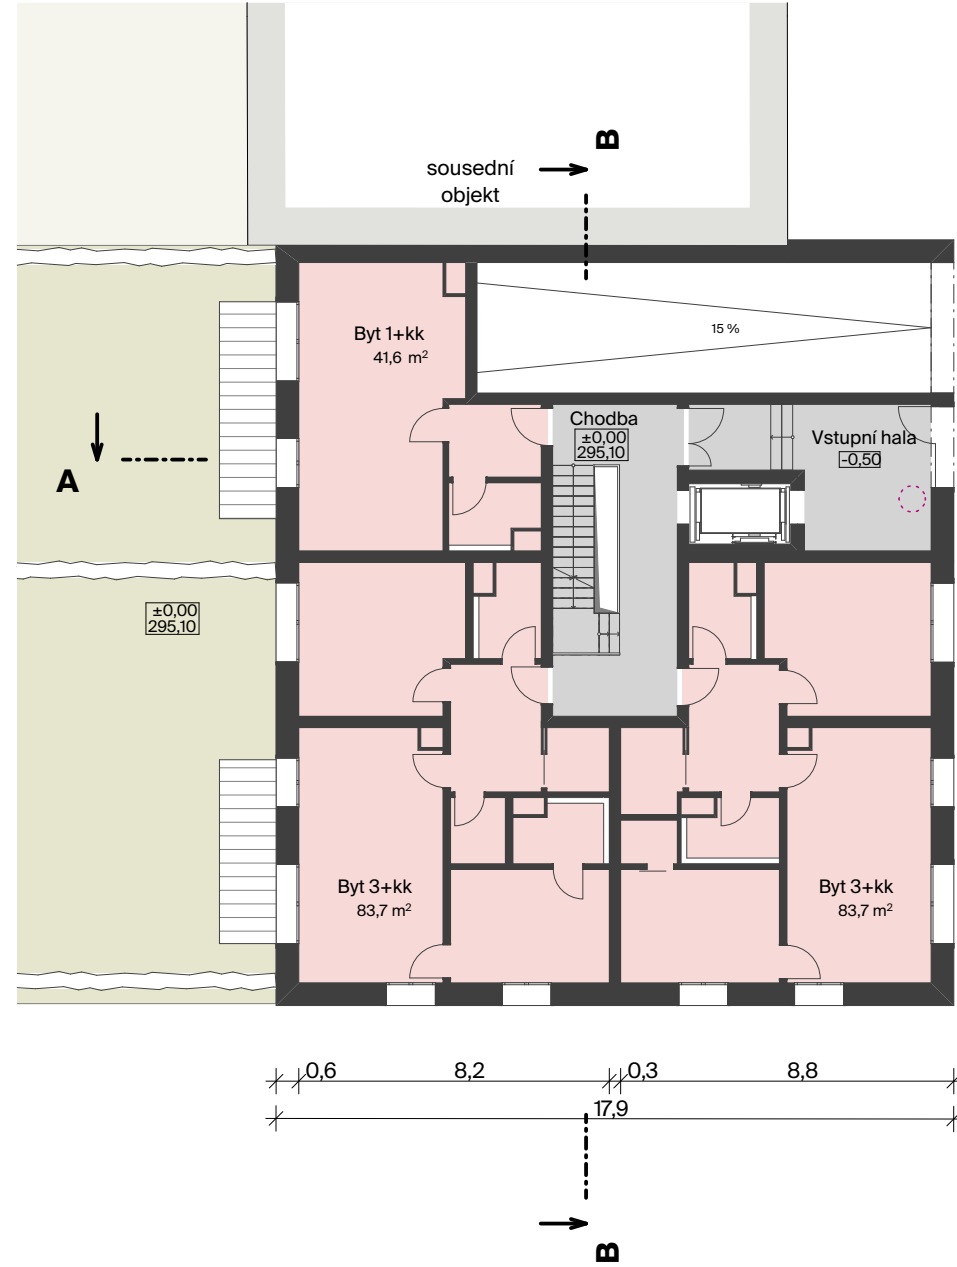 B
sousední
objekt
15 %
Byt 1+kk
41,6 m²
Chodba
±0,00
295,10
Vstupní hala
-0,50
A
±0,00
295,10
Byt 3+kk
83,7 m²
Byt 3+kk
83,7 m²
0,6 8,2 0,3 8,8
17,9
B